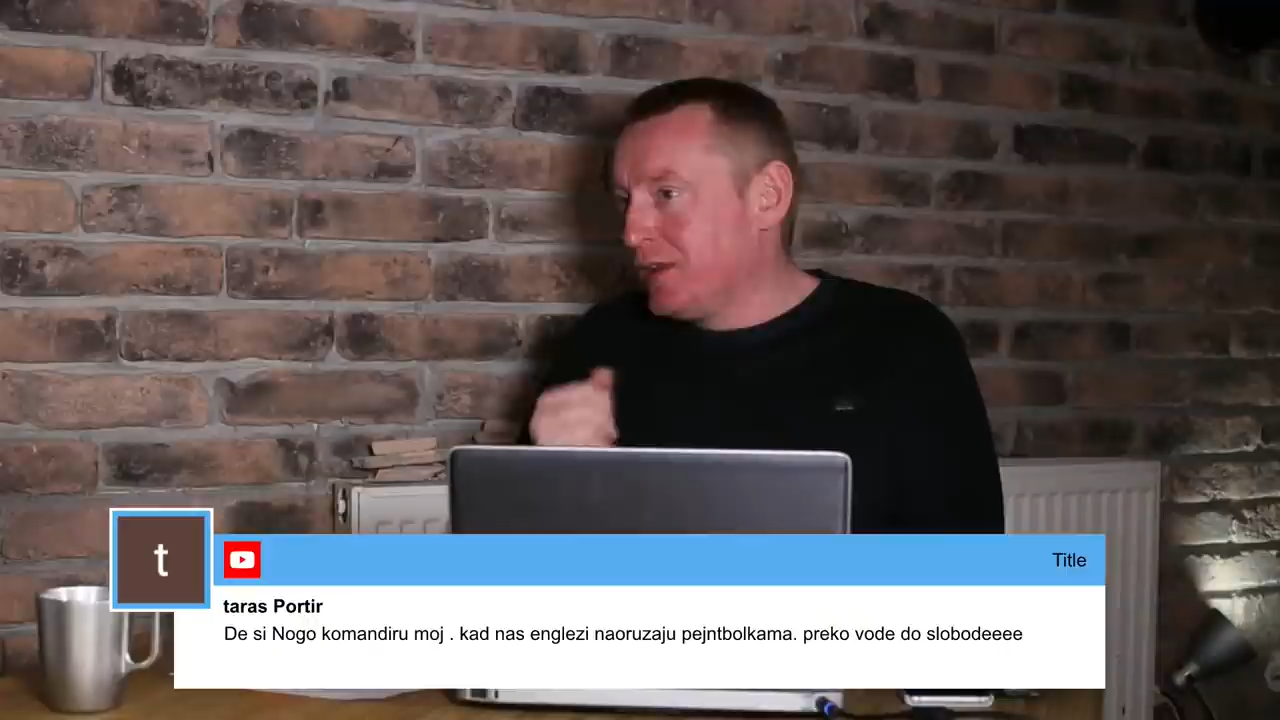 t
Title
taras Portir
De si Nogo komandiru moj . kad nas englezi naoruzaju pejntbolkama. preko vode do slobodeeee